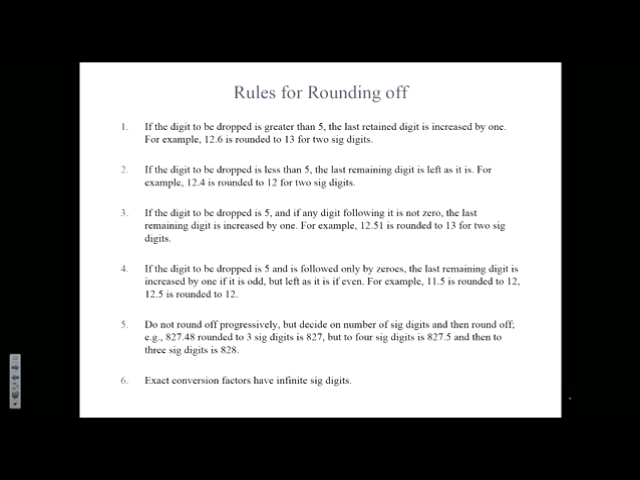 Rules for Rounding off
1. If the digit to be dropped is greater than 5, the last retained digit is increased by one.
For example, 12.6 is rounded to 13 for two sig digits.
2. If the digit to be dropped is less than 5, the last remaining digit is left as it is. For
example, 12.4 is rounded to 12 for two sig digits.
3. If the digit to be dropped is 5, and if any digit following it is not zero, the last
remaining digit is increased by one. For example, 12.51 is rounded to 13 for two sig
digits.
4. If the digit to be dropped is 5 and is followed only by zeroes, the last remaining digit is
increased by one if it is odd, but left as it is if even. For example, 11.5 is rounded to 12,
12.5 is rounded to 12.
5. Do not round off progressively, but decide on number of sig digits and then round off;
e.g., 827.48 rounded to 3 sig digits is 827, but to four sig digits is 827.5 and then to
three sig digits is 828.
6. Exact conversion factors have infinite sig digits.